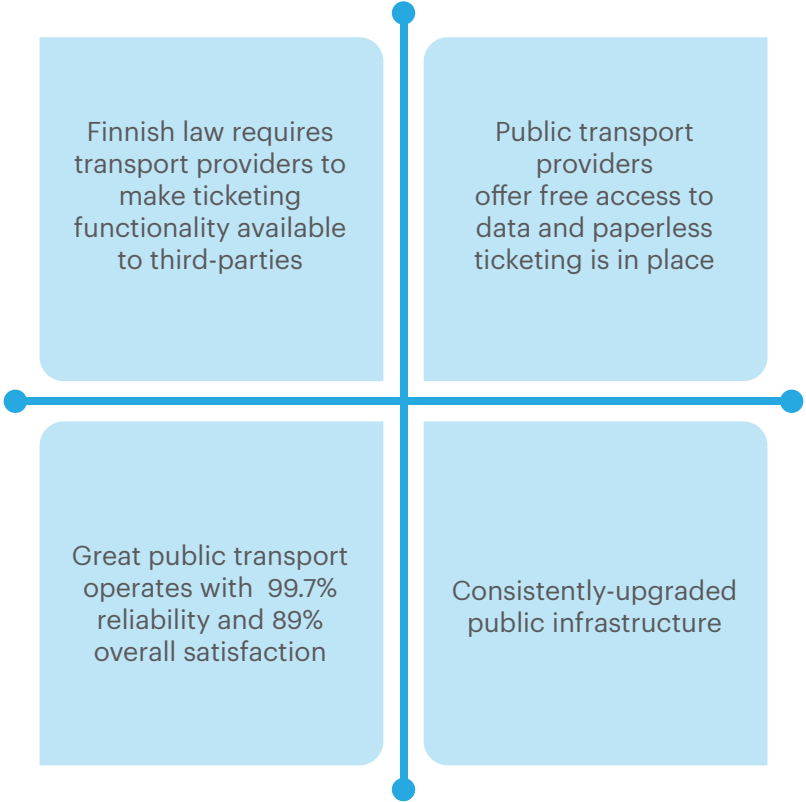 Finnish law requires
transport providers to
make ticketing
functionality available
to third-parties
Public transport
providers
offer free access to
data and paperless
ticketing is in place
Great public transport
operates with  99.7%
reliability and 89%
overall satisfaction
Consistently-upgraded
public infrastructure